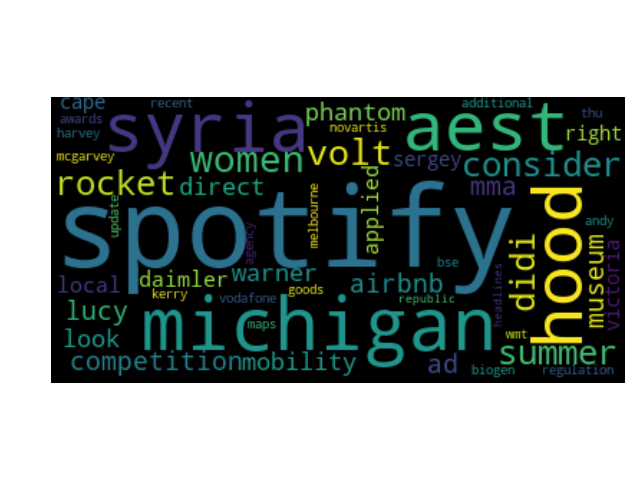 cape recent additional
awards syria phantom aest thu
harvey novartis right
mcgarvey women volt sergey consider
rocket direct applied mma
spotify hood
update agency melbourne didi museum andy
local daimler warner airbnb bse victoria
kerry vodafone goods republic headlines
lucy michigan maps wmt
look summer
competition mobility ad biogen regulation